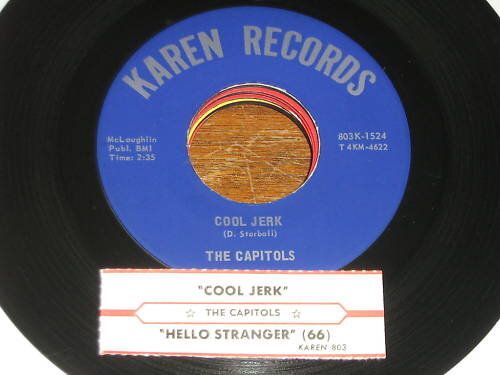 KAREN RECORDS
McLaughlin
Publ. BMI
Time: 2:35
803K-1524
T 4KM-4622
COOL JERK
(D. Storball)
THE CAPITOLS
"COOL JERK"
☆ THE CAPITOLS ☆
"HELLO STRANGER" (66)
KAREN 803